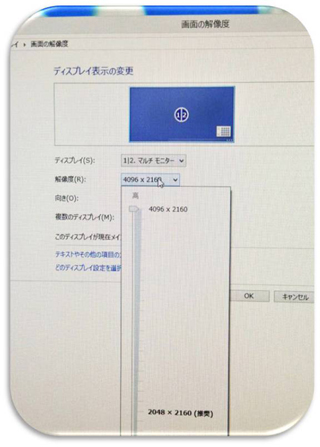 画面の解像度
イ ▸ 画面の解像度
ディスプレイ表示の変更
1|2
ディスプレイ(S): 1|2. マルチ モニター
解像度(R): 4096 x 2160
高
向き(O): 4096 x 2160
複数のディスプレイ(M):
このディスプレイが現在メイ
テキストやその他の項目の
どのディスプレイ設定を選択
OK キャンセル
2048 × 2160 (推奨)